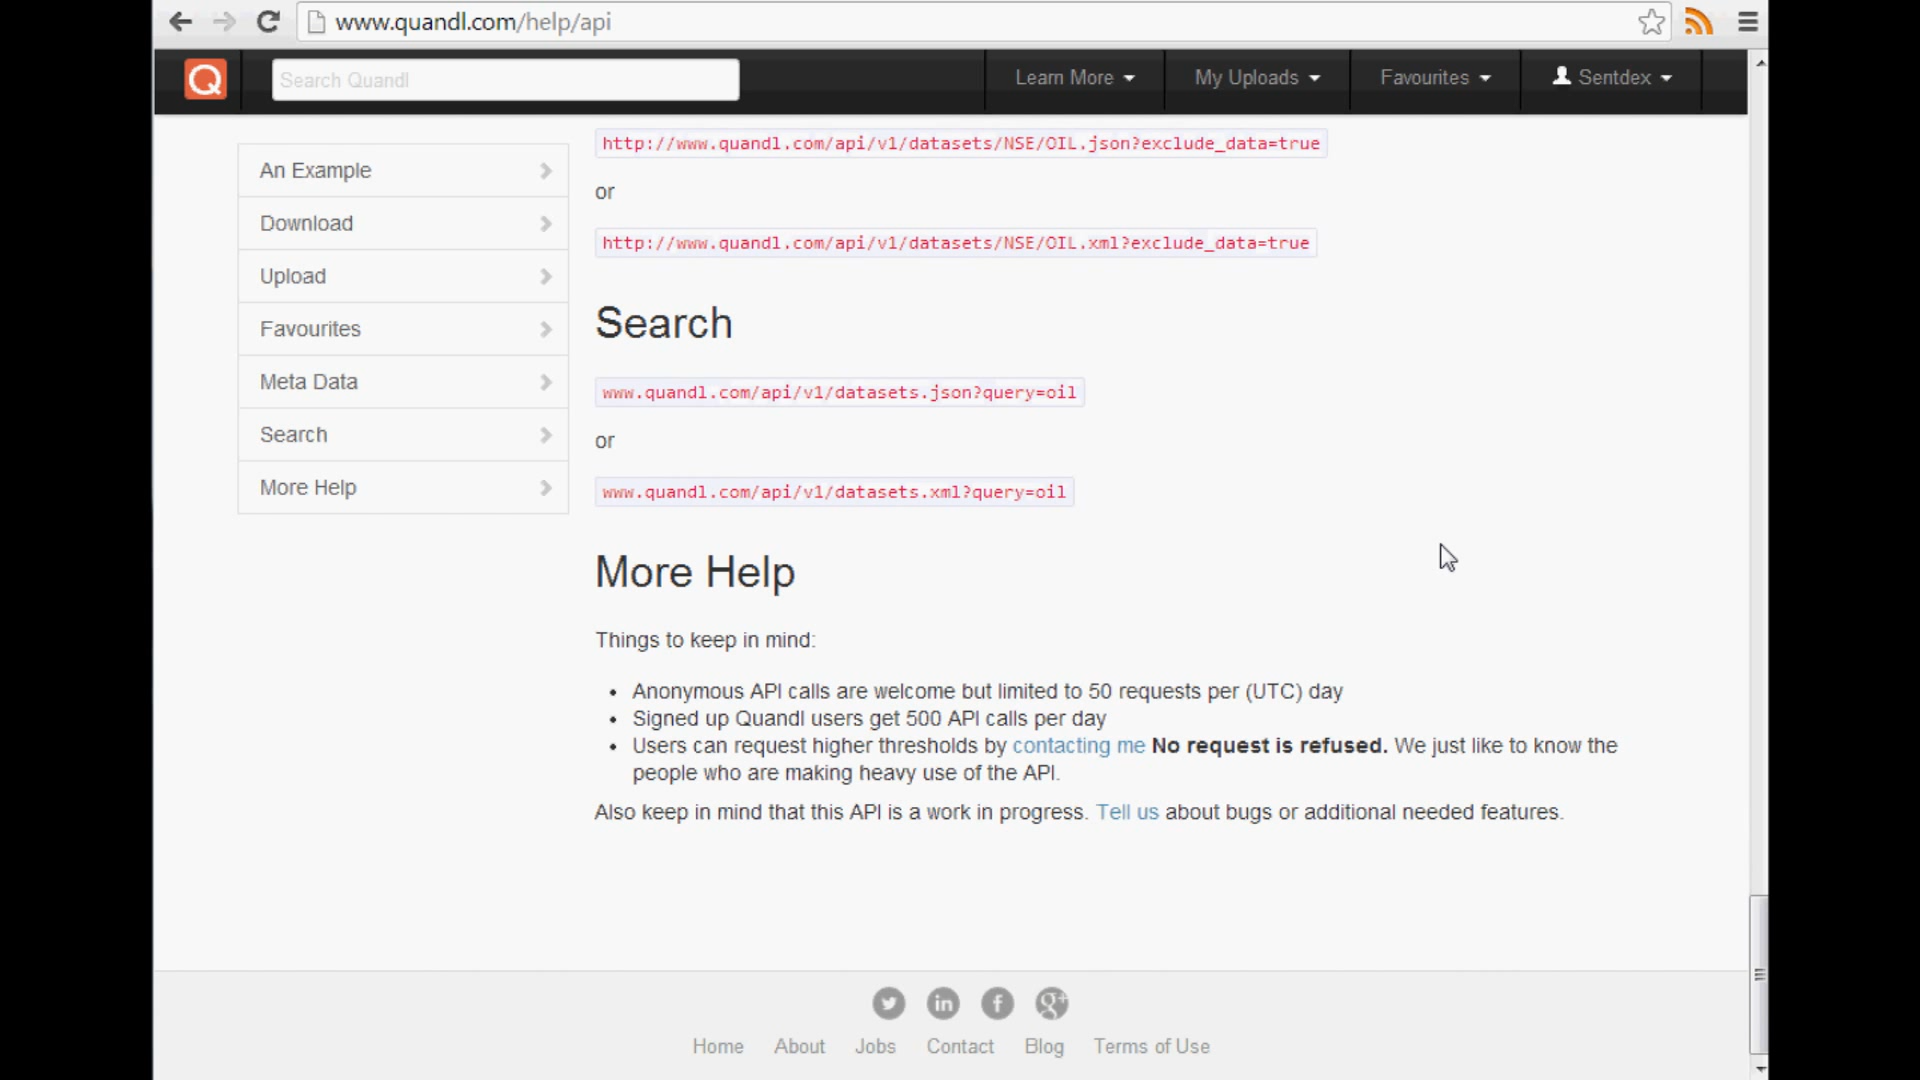 www.quandl.com/help/api
Q
Search Quandl
Learn More
My Uploads
Favourites
Sentdex
An Example
Download
Upload
Favourites
Meta Data
Search
More Help
http://www.quandl.com/api/v1/datasets/NSE/OIL.json?exclude_data=true
or
http://www.quandl.com/api/v1/datasets/NSE/OIL.xml?exclude_data=true
Search
www.quandl.com/api/v1/datasets.json?query=oil
or
www.quandl.com/api/v1/datasets.xml?query=oil
More Help
Things to keep in mind:
• Anonymous API calls are welcome but limited to 50 requests per (UTC) day
• Signed up Quandl users get 500 API calls per day
• Users can request higher thresholds by contacting me No request is refused. We just like to know the
people who are making heavy use of the API.
Also keep in mind that this API is a work in progress. Tell us about bugs or additional needed features.
in f g+
Home About Jobs Contact Blog Terms of Use